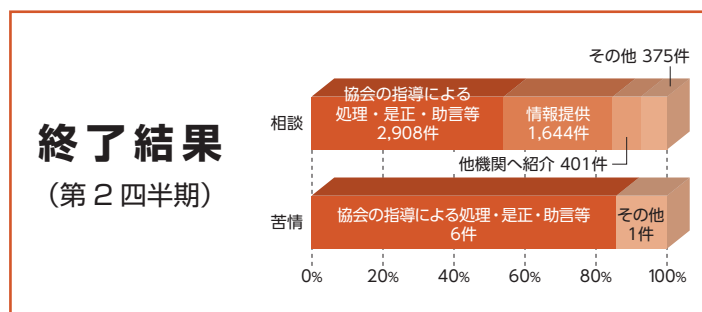 終了結果
（第2四半期）
その他 375件
相談
協会の指導による
処理・是正・助言等
2,908件
情報提供
1,644件
他機関へ紹介 401件
苦情
協会の指導による処理・是正・助言等
6件
その他
1件
0% 20% 40% 60% 80% 100%